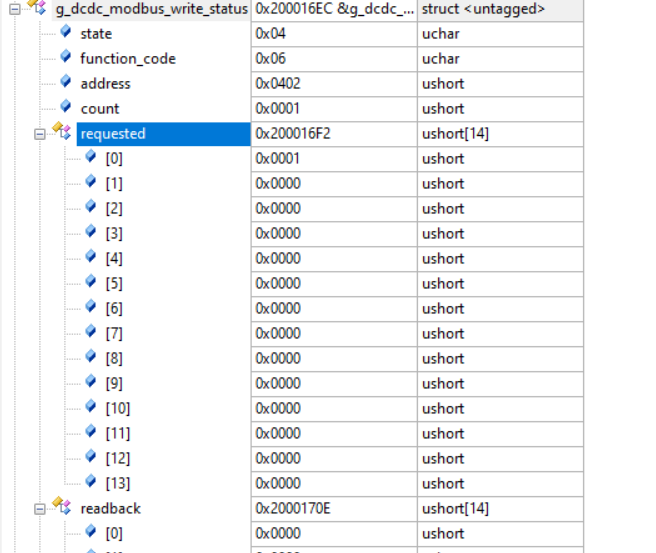 g_dcdc_modbus_write_status 0x200016EC &g_dcdc_... struct <untagged>
state 0x04 uchar
function_code 0x06 uchar
address 0x0402 ushort
count 0x0001 ushort
requested 0x200016F2 ushort[14]
[0] 0x0001 ushort
[1] 0x0000 ushort
[2] 0x0000 ushort
[3] 0x0000 ushort
[4] 0x0000 ushort
[5] 0x0000 ushort
[6] 0x0000 ushort
[7] 0x0000 ushort
[8] 0x0000 ushort
[9] 0x0000 ushort
[10] 0x0000 ushort
[11] 0x0000 ushort
[12] 0x0000 ushort
[13] 0x0000 ushort
readback 0x2000170E ushort[14]
[0] 0x0000 ushort